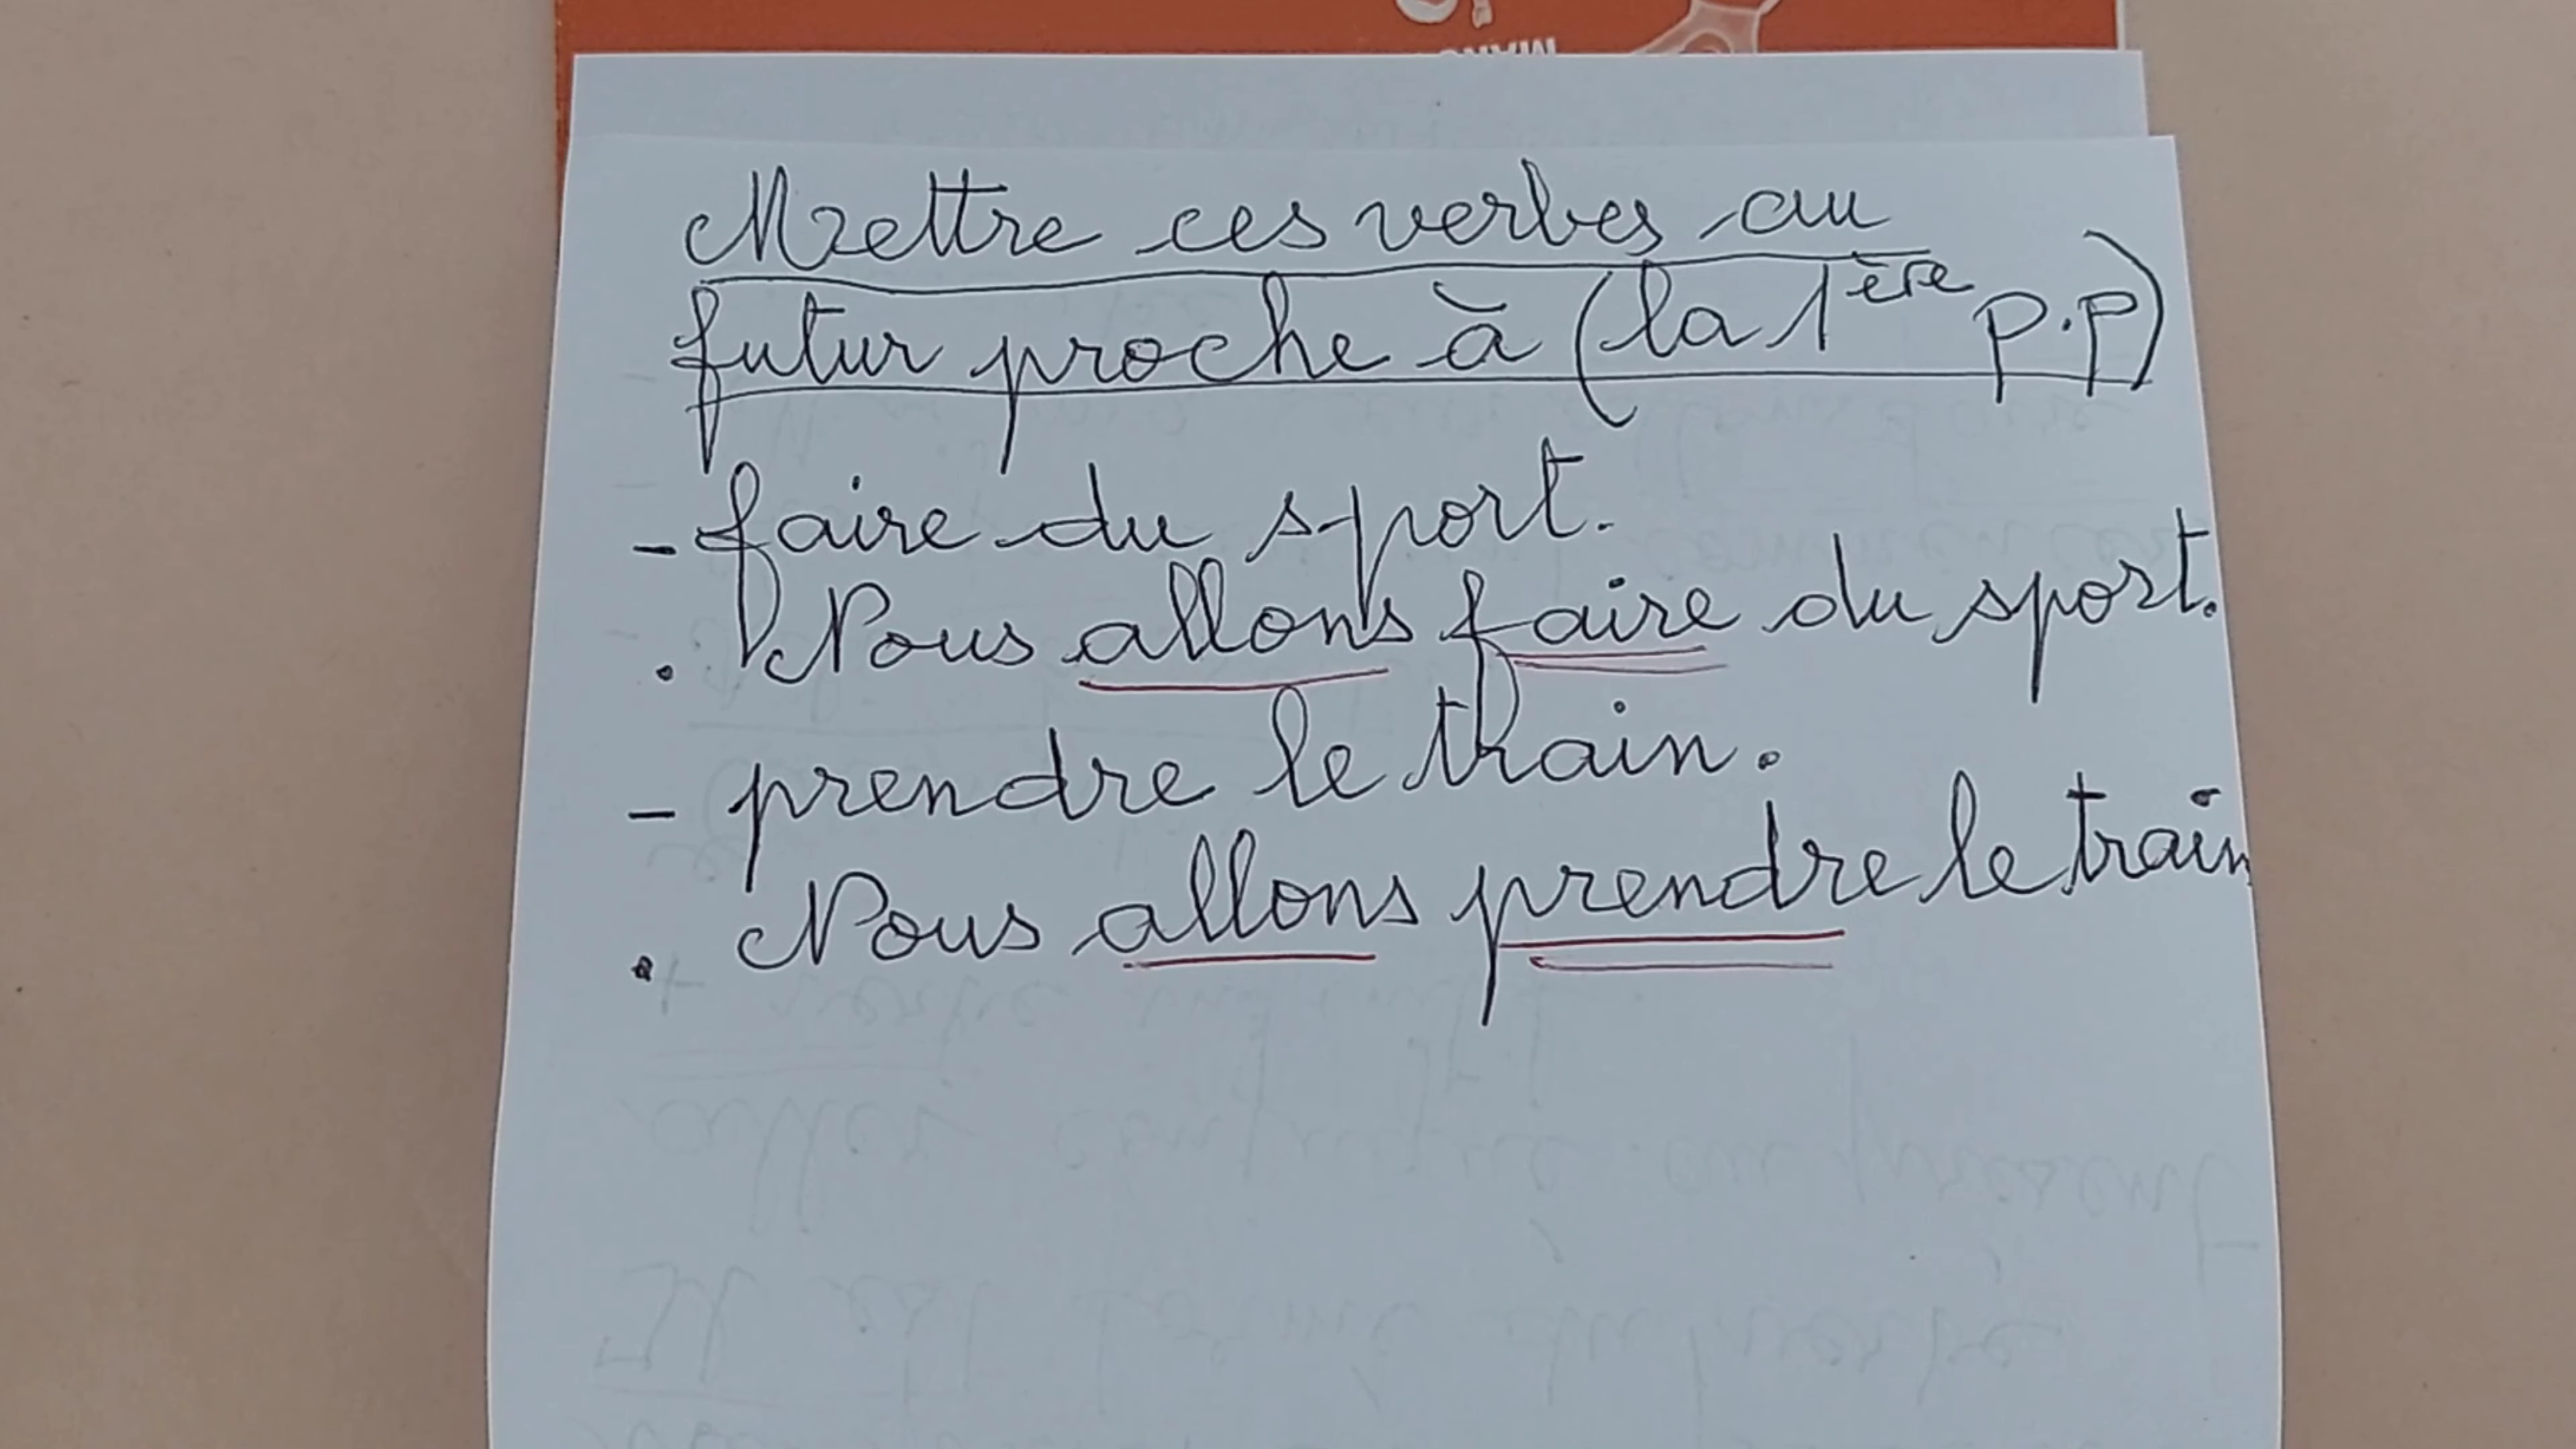 Mettre ces verbes au
futur proche à (la 1ère p.p)
- faire du sport.
. Nous allons faire du sport.
- prendre le train.
. Nous allons prendre le train